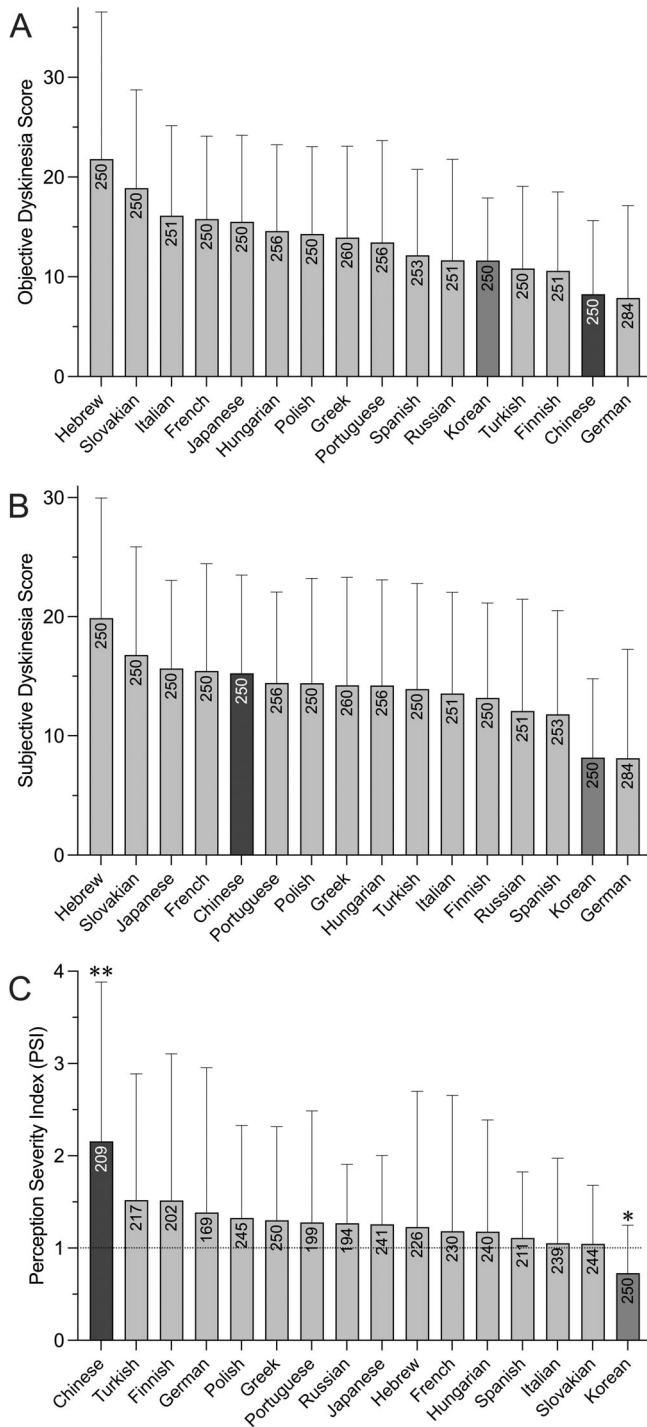 A
Objective Dyskinesia Score
30
20
10
0
250
250
251
250
250
256
250
260
256
253
251
250
250
251
250
284
Hebrew
Slovakian
Italian
French
Japanese
Hungarian
Polish
Greek
Portuguese
Spanish
Russian
Korean
Turkish
Finnish
Chinese
German
B
Subjective Dyskinesia Score
30
20
10
0
250
250
250
250
250
256
250
260
256
250
251
250
251
253
250
284
Hebrew
Slovakian
Japanese
French
Chinese
Portuguese
Polish
Greek
Hungarian
Turkish
Italian
Finnish
Russian
Spanish
Korean
German
C
Perception Severity Index (PSI)
4
3
2
1
0
**
*
209
217
202
169
245
250
199
194
241
226
230
240
211
239
244
250
Chinese
Turkish
Finnish
German
Polish
Greek
Portuguese
Russian
Japanese
Hebrew
French
Hungarian
Spanish
Italian
Slovakian
Korean